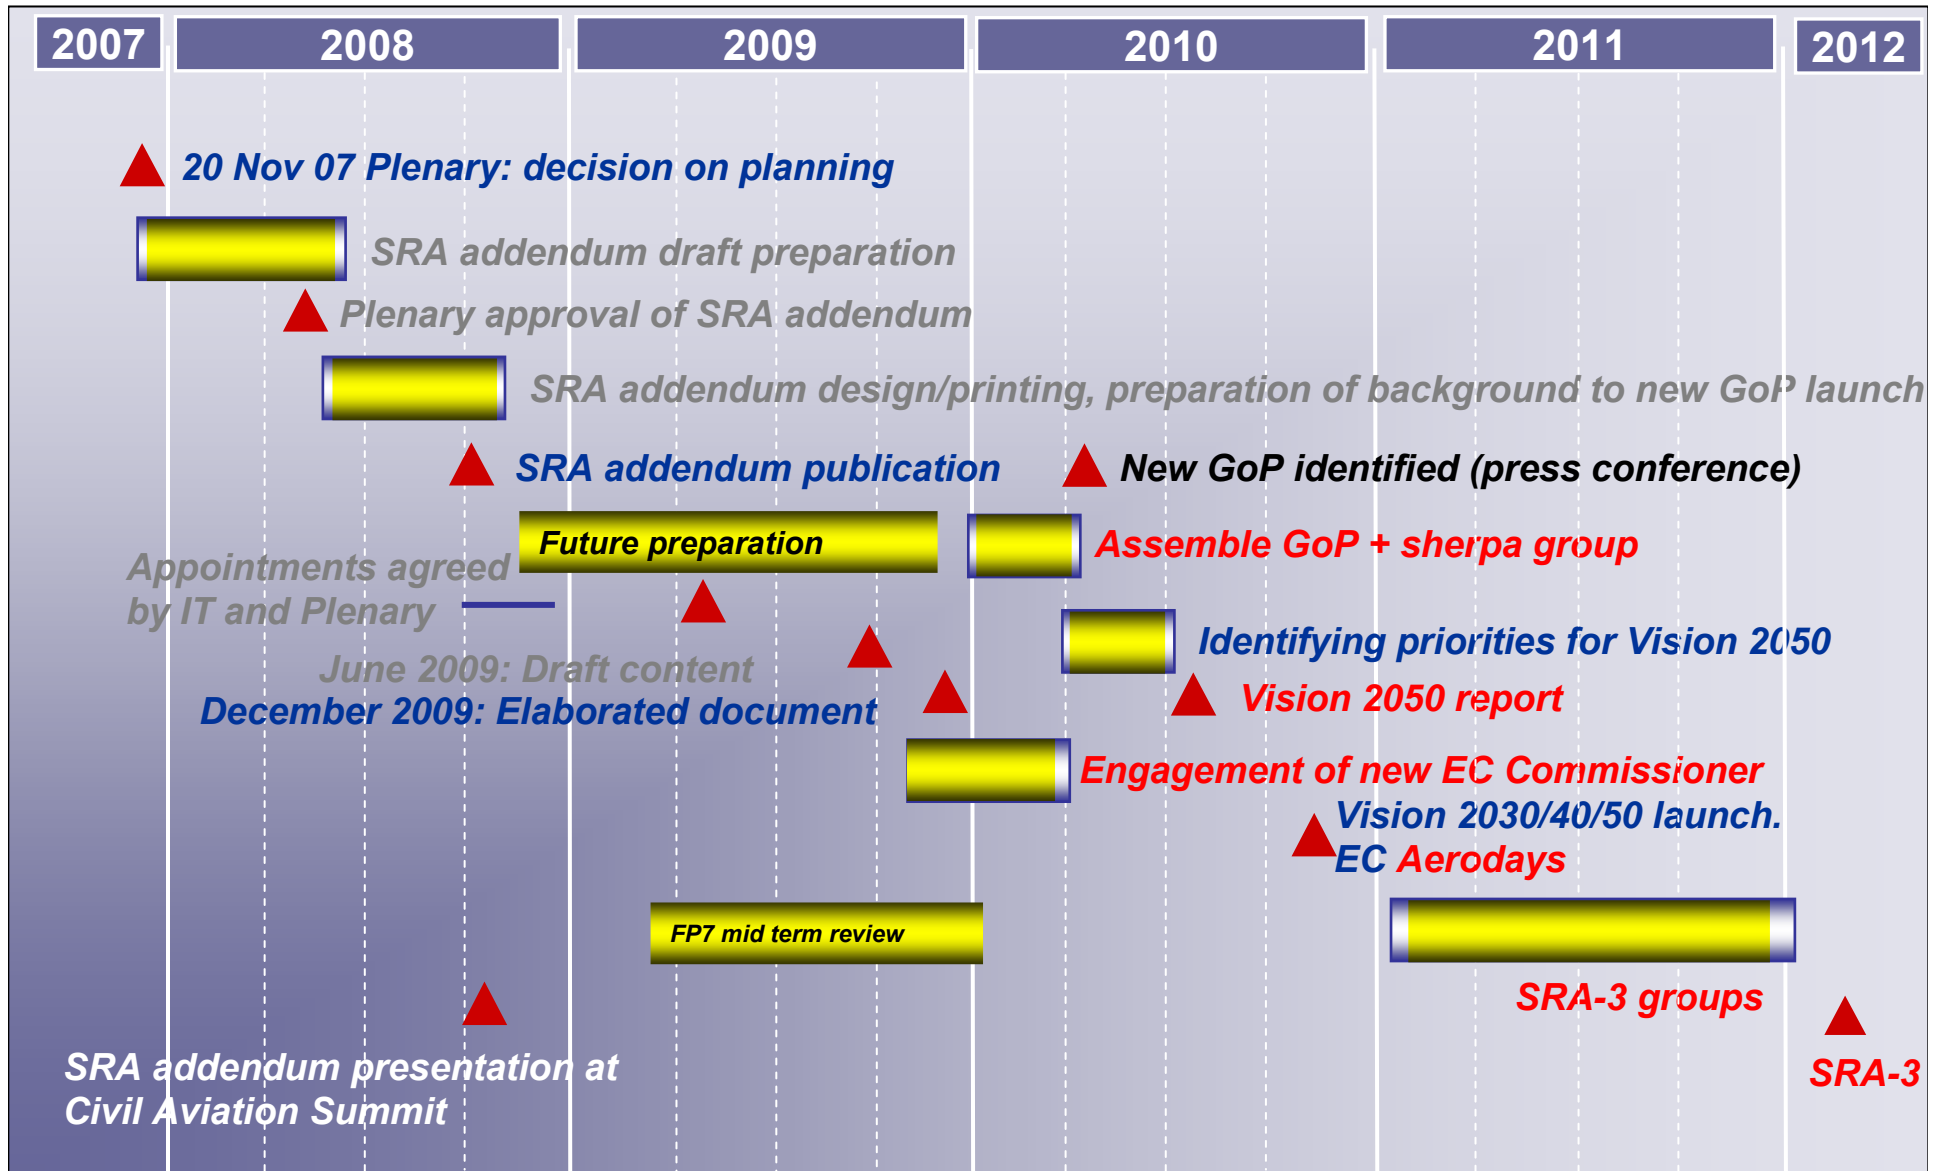 2007
2008
2009
2010
2011
2012
20 Nov 07 Plenary: decision on planning
SRA addendum draft preparation
Plenary approval of SRA addendum
SRA addendum design/printing, preparation of background to new GoP launch
SRA addendum publication
New GoP identified (press conference)
Future preparation
Assemble GoP + sherpa group
Appointments agreed
by IT and Plenary
Identifying priorities for Vision 2050
June 2009: Draft content
Vision 2050 report
December 2009: Elaborated document
Engagement of new EC Commissioner
Vision 2030/40/50 launch.
EC Aerodays
FP7 mid term review
SRA-3 groups
SRA addendum presentation at
Civil Aviation Summit
SRA-3